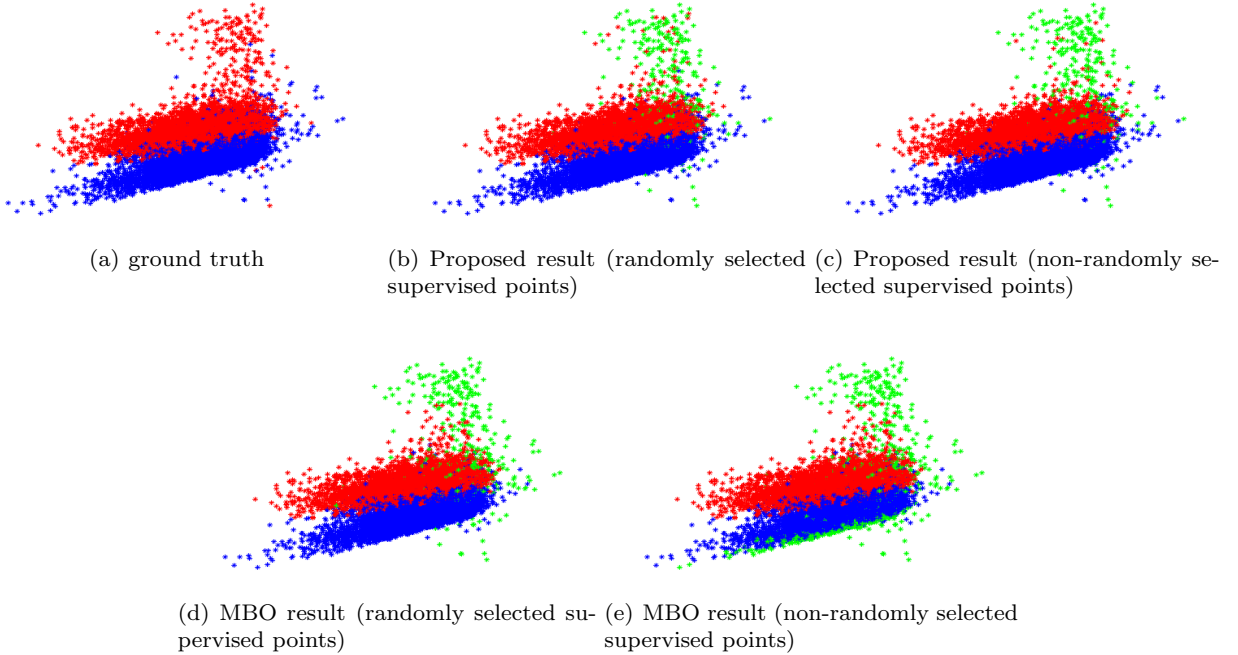 (a) ground truth
(b) Proposed result (randomly selected
supervised points)
(c) Proposed result (non-randomly se-
lected supervised points)
(d) MBO result (randomly selected su-
pervised points)
(e) MBO result (non-randomly selected
supervised points)